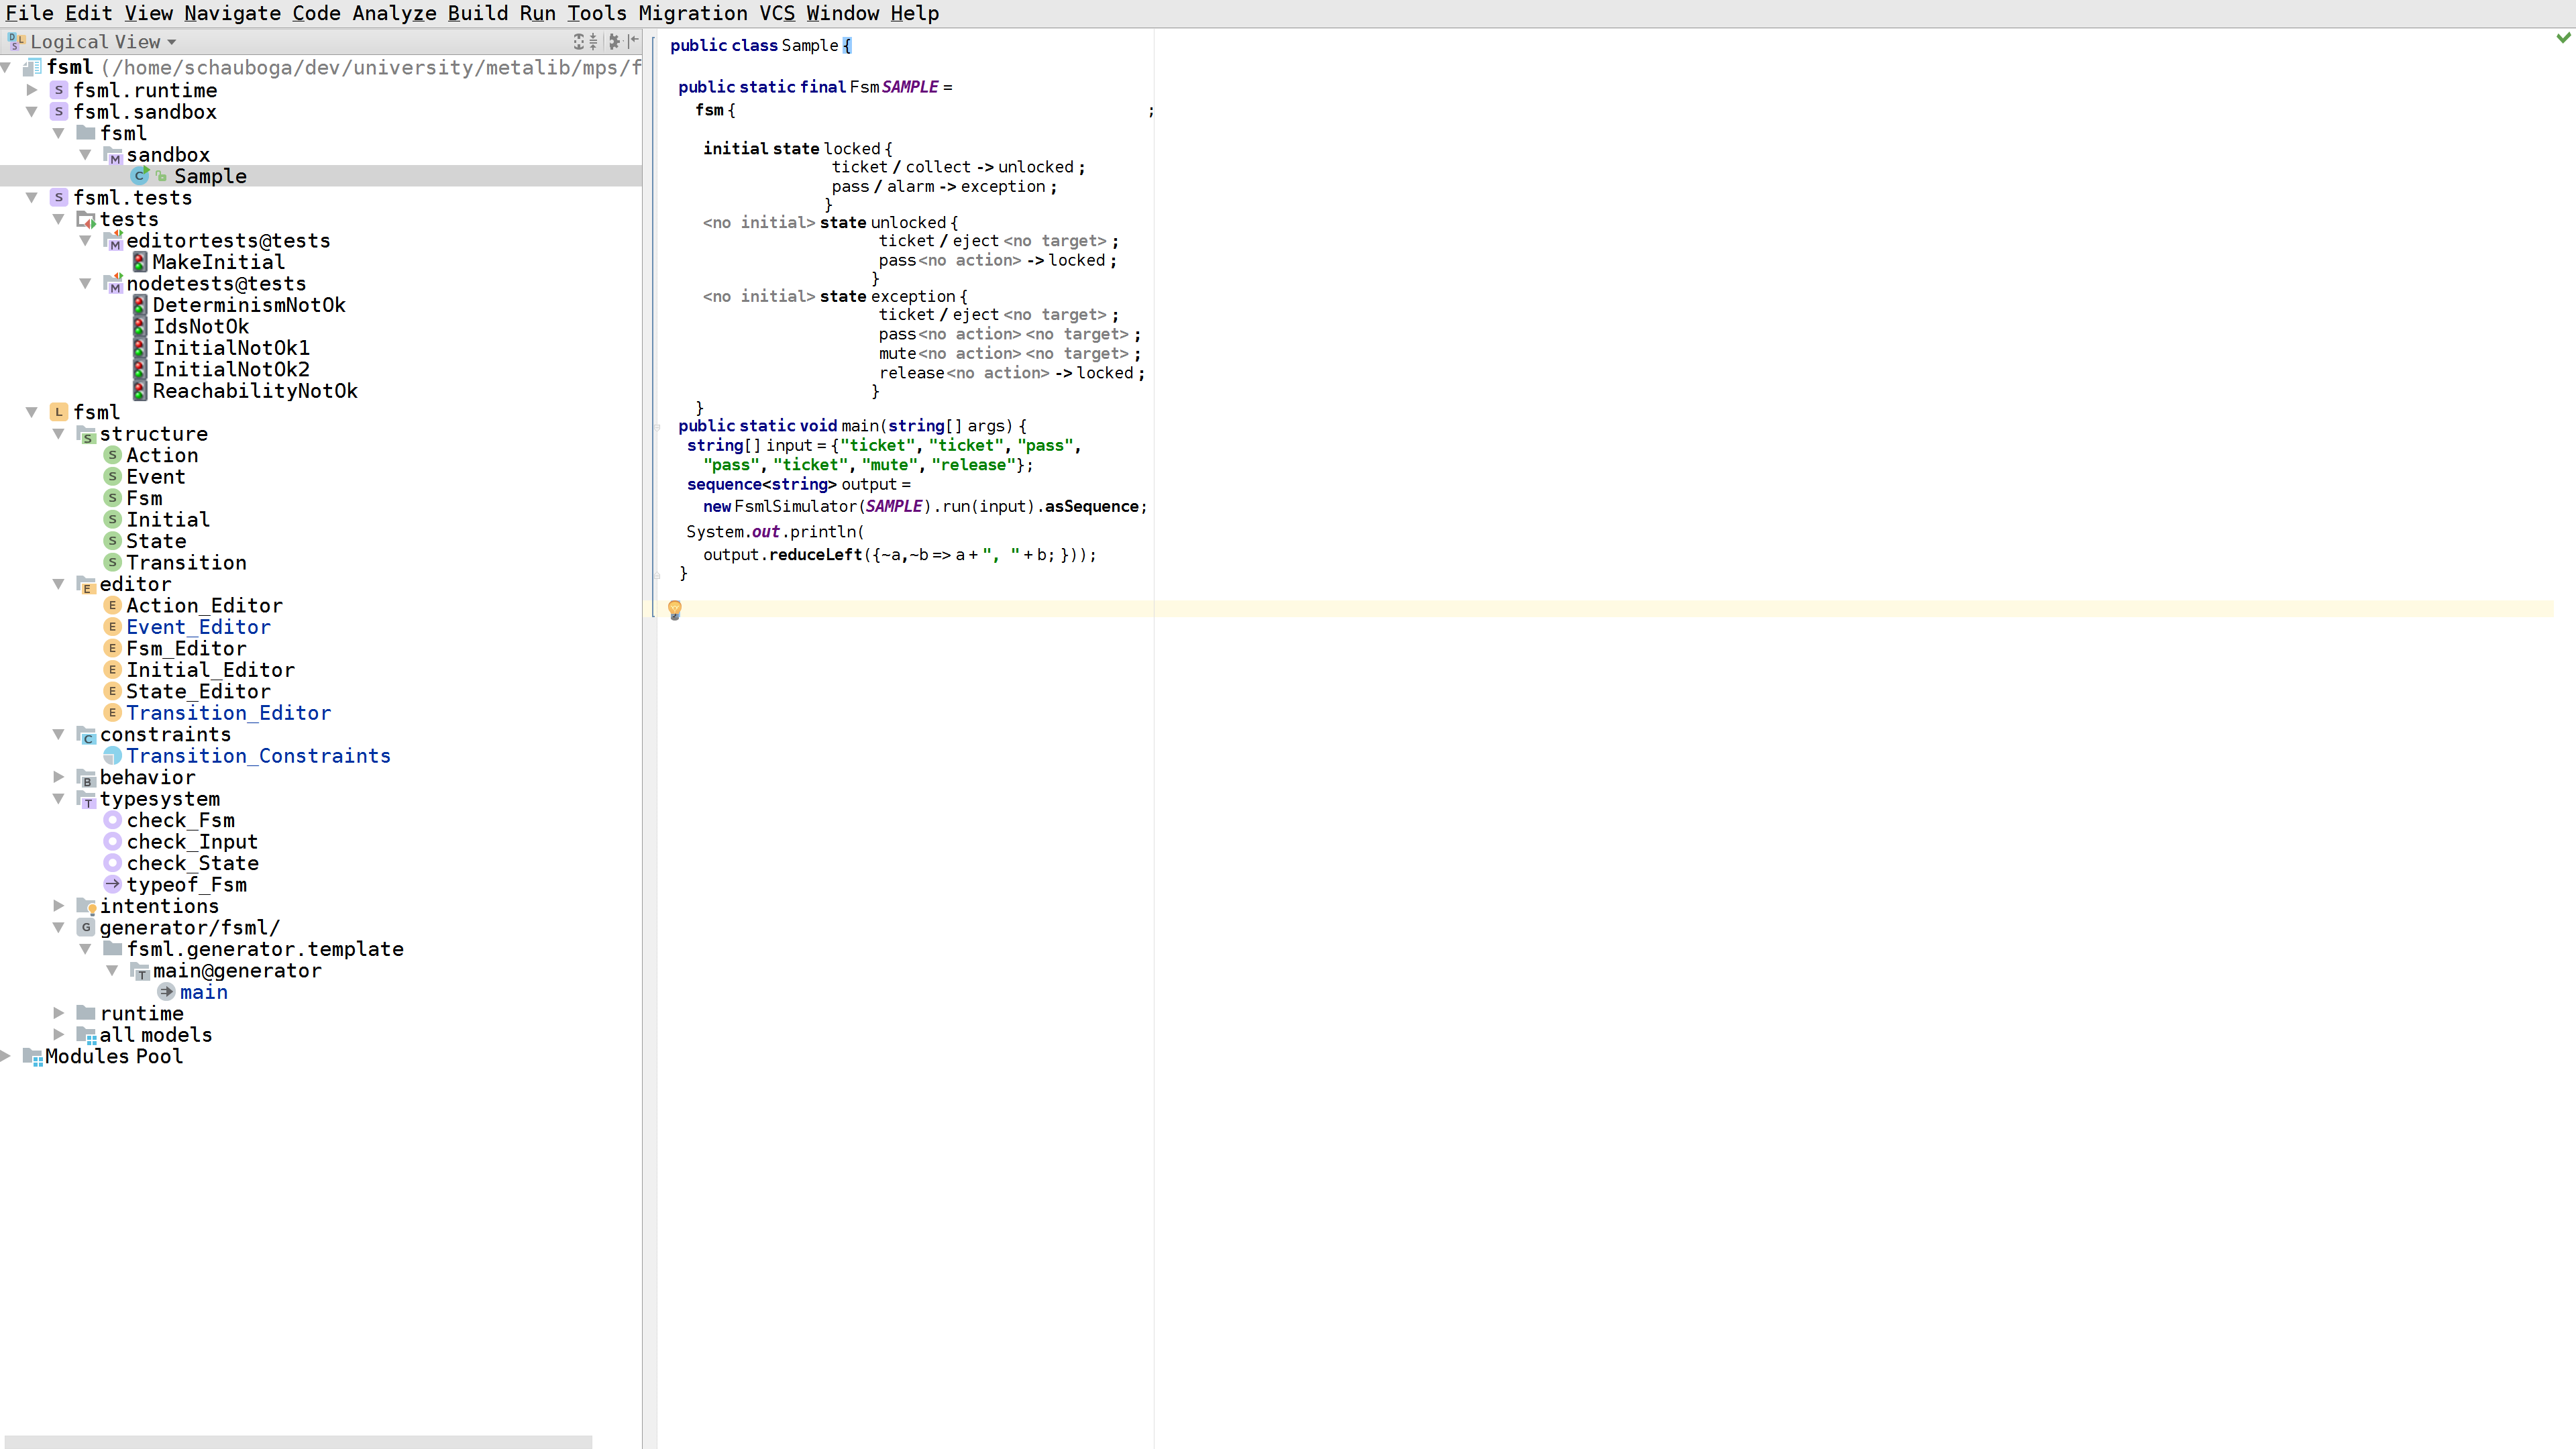 File Edit View Navigate Code Analyze Build Run Tools Migration VCS Window Help
Logical View
fsml (/home/schauboga/dev/university/metalib/mps/f
fsml.runtime
fsml.sandbox
fsml
sandbox
Sample
fsml.tests
tests
editortests@tests
MakeInitial
nodetests@tests
DeterminismNotOk
IdsNotOk
InitialNotOk1
InitialNotOk2
ReachabilityNotOk
fsml
structure
Action
Event
Fsm
Initial
State
Transition
editor
Action_Editor
Event_Editor
Fsm_Editor
Initial_Editor
State_Editor
Transition_Editor
constraints
Transition_Constraints
behavior
typesystem
check_Fsm
check_Input
check_State
typeof_Fsm
intentions
generator/fsml/
fsml.generator.template
main@generator
main
runtime
all models
Modules Pool
public class Sample {
public static final Fsm SAMPLE =
fsm { ;
initial state locked {
ticket / collect -> unlocked ;
pass / alarm -> exception ;
}
<no initial> state unlocked {
ticket / eject <no target> ;
pass <no action> -> locked ;
}
<no initial> state exception {
ticket / eject <no target> ;
pass <no action> <no target> ;
mute <no action> <no target> ;
release <no action> -> locked ;
}
}
public static void main(string[] args) {
string[] input = {"ticket", "ticket", "pass",
"pass", "ticket", "mute", "release"};
sequence<string> output =
new FsmlSimulator(SAMPLE).run(input).asSequence;
System.out.println(
output.reduceLeft({~a,~b => a + ", " + b; }));
}